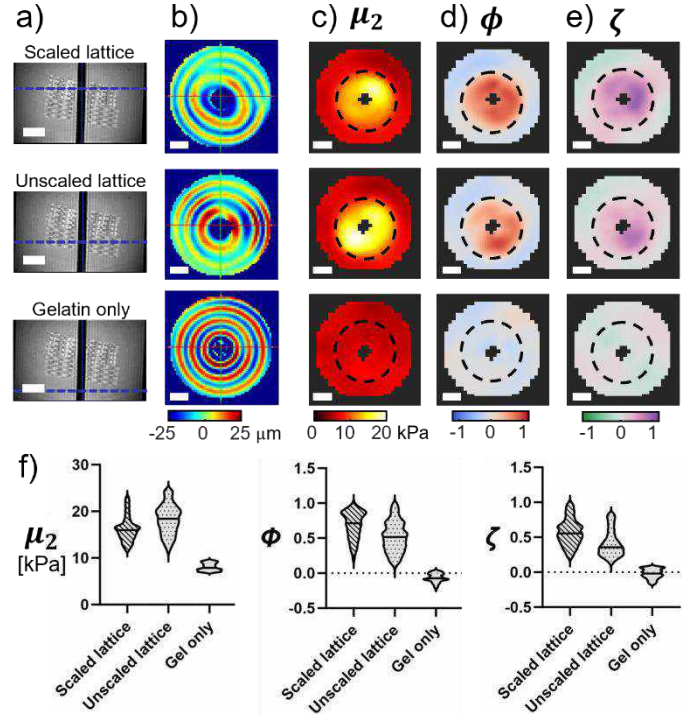 a) b) c) μ₂ d) ϕ e) ζ
Scaled lattice
Unscaled lattice
Gelatin only
-25 0 25 μm 0 10 20 kPa -1 0 1 -1 0 1
f)
μ₂
[kPa]
30
20
10
0
Scaled lattice
Unscaled lattice
Gel only
Φ
1.5
1.0
0.5
0.0
-0.5
Scaled lattice
Unscaled lattice
Gel only
ζ
1.5
1.0
0.5
0.0
-0.5
Scaled lattice
Unscaled lattice
Gel only